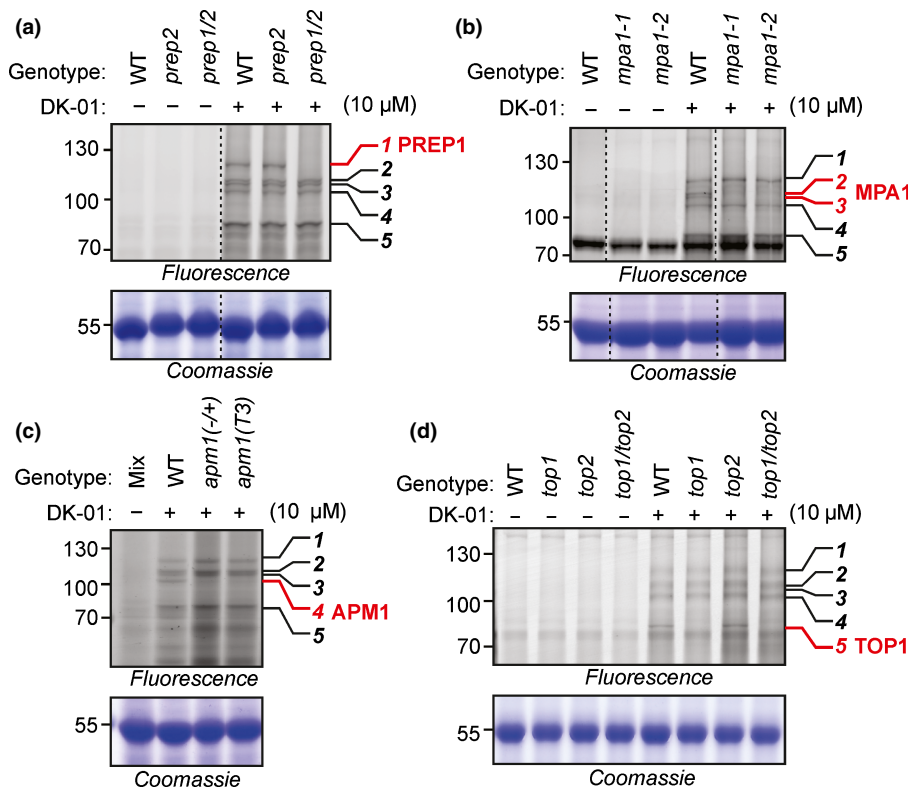 (a)
Genotype: WT prep2 prep1/2 WT prep2 prep1/2
DK-01: – – – + + + (10 µM)
130
100
70
1 PREP1
2
3
4
5
Fluorescence
55
Coomassie
(b)
Genotype: WT mpa1-1 mpa1-2 WT mpa1-1 mpa1-2
DK-01: – – – + + + (10 µM)
130
100
70
1
2
3
MPA1
4
5
Fluorescence
55
Coomassie
(c)
Genotype: Mix WT apm1(-/+) apm1(T3)
DK-01: – + + + (10 µM)
130
100
70
1
2
3
4 APM1
5
Fluorescence
55
Coomassie
(d)
Genotype: WT top1 top2 top1/top2 WT top1 top2 top1/top2
DK-01: – – – – + + + + (10 µM)
130
100
70
1
2
3
4
5 TOP1
Fluorescence
55
Coomassie